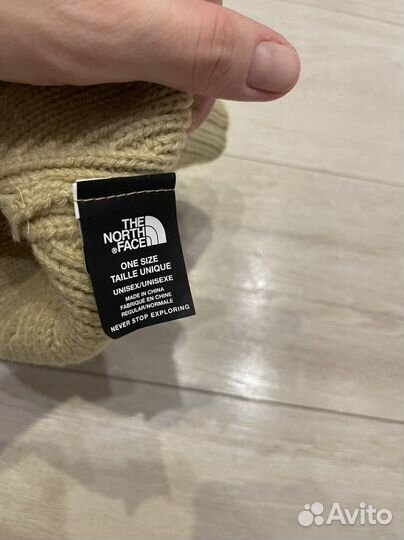 THE
NORTH
FACE
®
ONE SIZE
TAILLE UNIQUE
UNISEX/UNISEXE
MADE IN CHINA
FABRIQUÉ EN CHINE
REGULAR/NORMALE
NEVER STOP EXPLORING
Avito